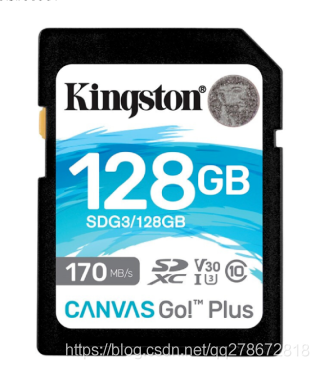 Kingston®
128GB
SDG3/128GB
170 MB/s
SD XC V30 I U3 10
CANVAS Go!™ Plus
https://blog.csdn.net/qq278672818